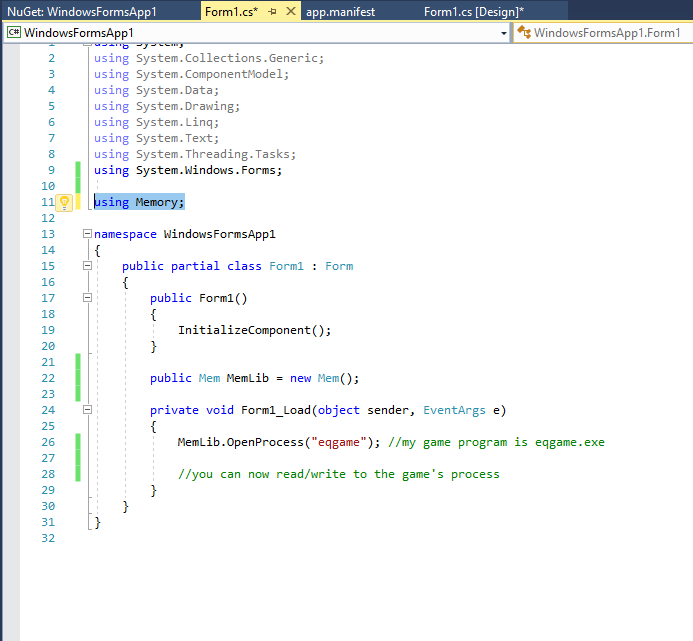 NuGet: WindowsFormsApp1 Form1.cs* app.manifest Form1.cs [Design]*
C# WindowsFormsApp1 WindowsFormsApp1.Form1
1 using System;
2 using System.Collections.Generic;
3 using System.ComponentModel;
4 using System.Data;
5 using System.Drawing;
6 using System.Linq;
7 using System.Text;
8 using System.Threading.Tasks;
9 using System.Windows.Forms;
10
11 using Memory;
12
13 namespace WindowsFormsApp1
14 {
15 public partial class Form1 : Form
16 {
17 public Form1()
18 {
19 InitializeComponent();
20 }
21
22 public Mem MemLib = new Mem();
23
24 private void Form1_Load(object sender, EventArgs e)
25 {
26 MemLib.OpenProcess("eqgame"); //my game program is eqgame.exe
27
28 //you can now read/write to the game's process
29 }
30 }
31 }
32